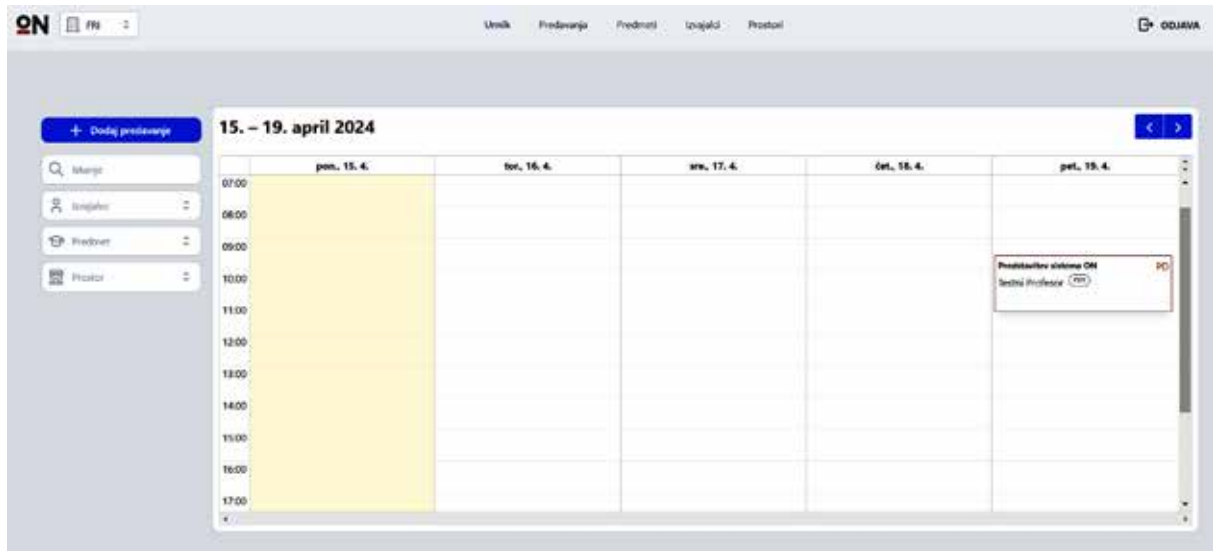 ON FRI
Urnik Predavanja Predmeti Izvajalci Prostori
ODJAVA
+ Dodaj predavanje
Mnenje
Izvajalec
Predmet
Prostor
15. – 19. april 2024
pon., 15. 4. tor., 16. 4. sre., 17. 4. čet., 18. 4. pet., 19. 4.
07:00
08:00
09:00
10:00
11:00
12:00
13:00
14:00
15:00
16:00
17:00
Predstavitev sistema ON PD
Testni Profesor